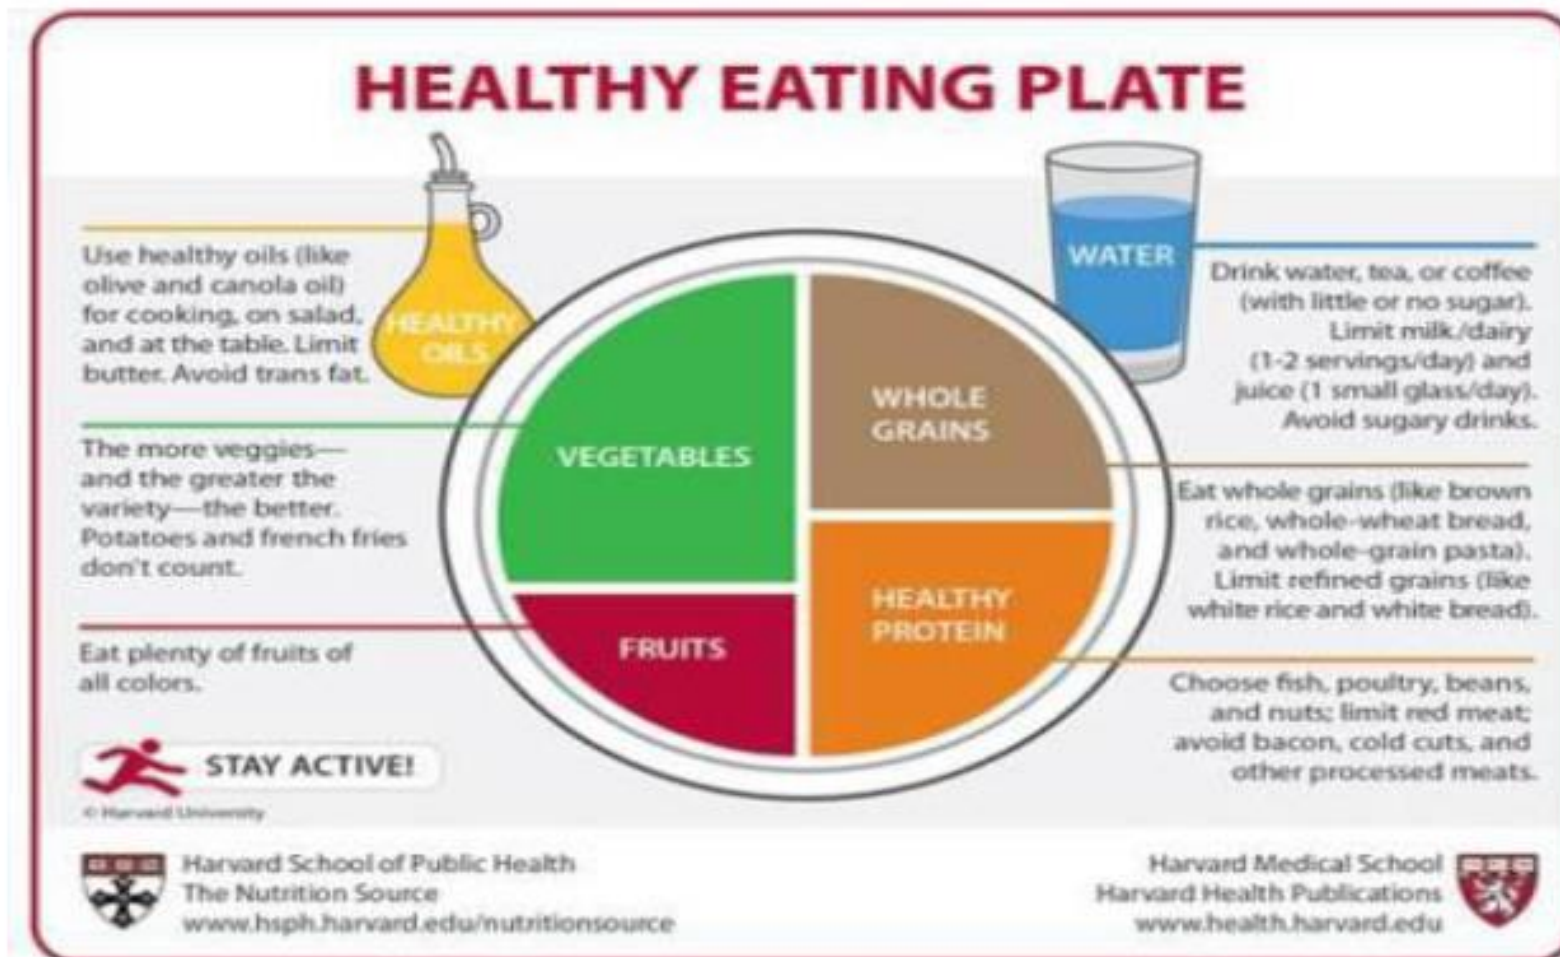 HEALTHY EATING PLATE
Use healthy oils (like
olive and canola oil)
for cooking, on salad,
and at the table. Limit
butter. Avoid trans fat.
HEALTHY
OILS
The more veggies—
and the greater the
variety—the better.
Potatoes and french fries
don't count.
Eat plenty of fruits of
all colors.
STAY ACTIVE!
© Harvard University
VEGETABLES
FRUITS
WHOLE
GRAINS
HEALTHY
PROTEIN
WATER
Drink water, tea, or coffee
(with little or no sugar).
Limit milk./dairy
(1-2 servings/day) and
juice (1 small glass/day).
Avoid sugary drinks.
Eat whole grains (like brown
rice, whole-wheat bread,
and whole-grain pasta).
Limit refined grains (like
white rice and white bread).
Choose fish, poultry, beans,
and nuts; limit red meat;
avoid bacon, cold cuts, and
other processed meats.
Harvard School of Public Health
The Nutrition Source
www.hsph.harvard.edu/nutritionsource
Harvard Medical School
Harvard Health Publications
www.health.harvard.edu